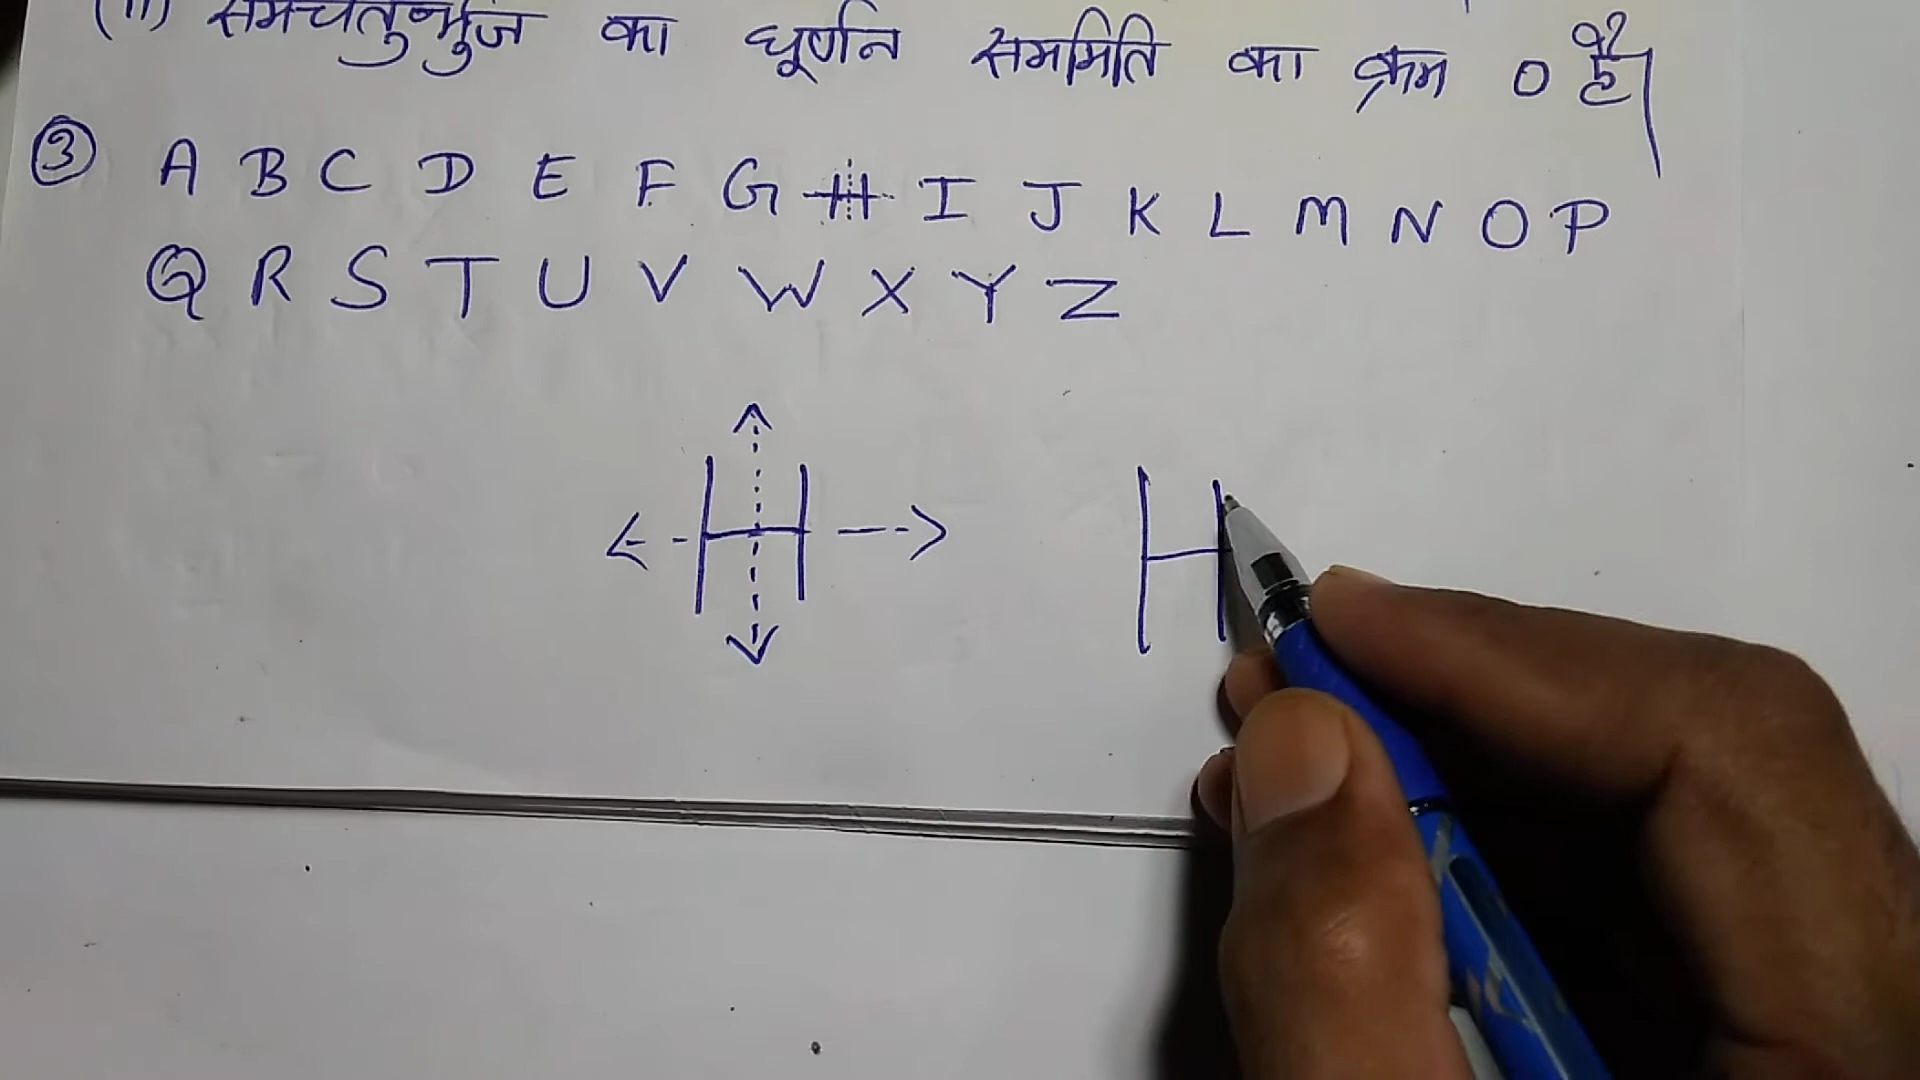 (ii) समचतुर्भुज का घूर्णन सममिति का क्रम 0 है।
③ A B C D E F G H I J K L M N O P
Q R S T U V W X Y Z
H H